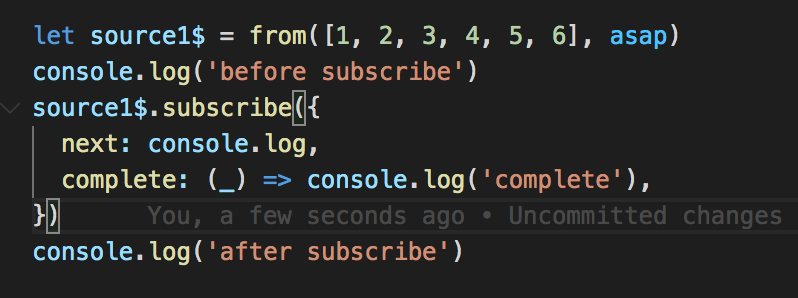 let source1$ = from([1, 2, 3, 4, 5, 6], asap)
console.log('before subscribe')
source1$.subscribe({
  next: console.log,
  complete: (_) => console.log('complete'),
})      You, a few seconds ago • Uncommitted changes
console.log('after subscribe')